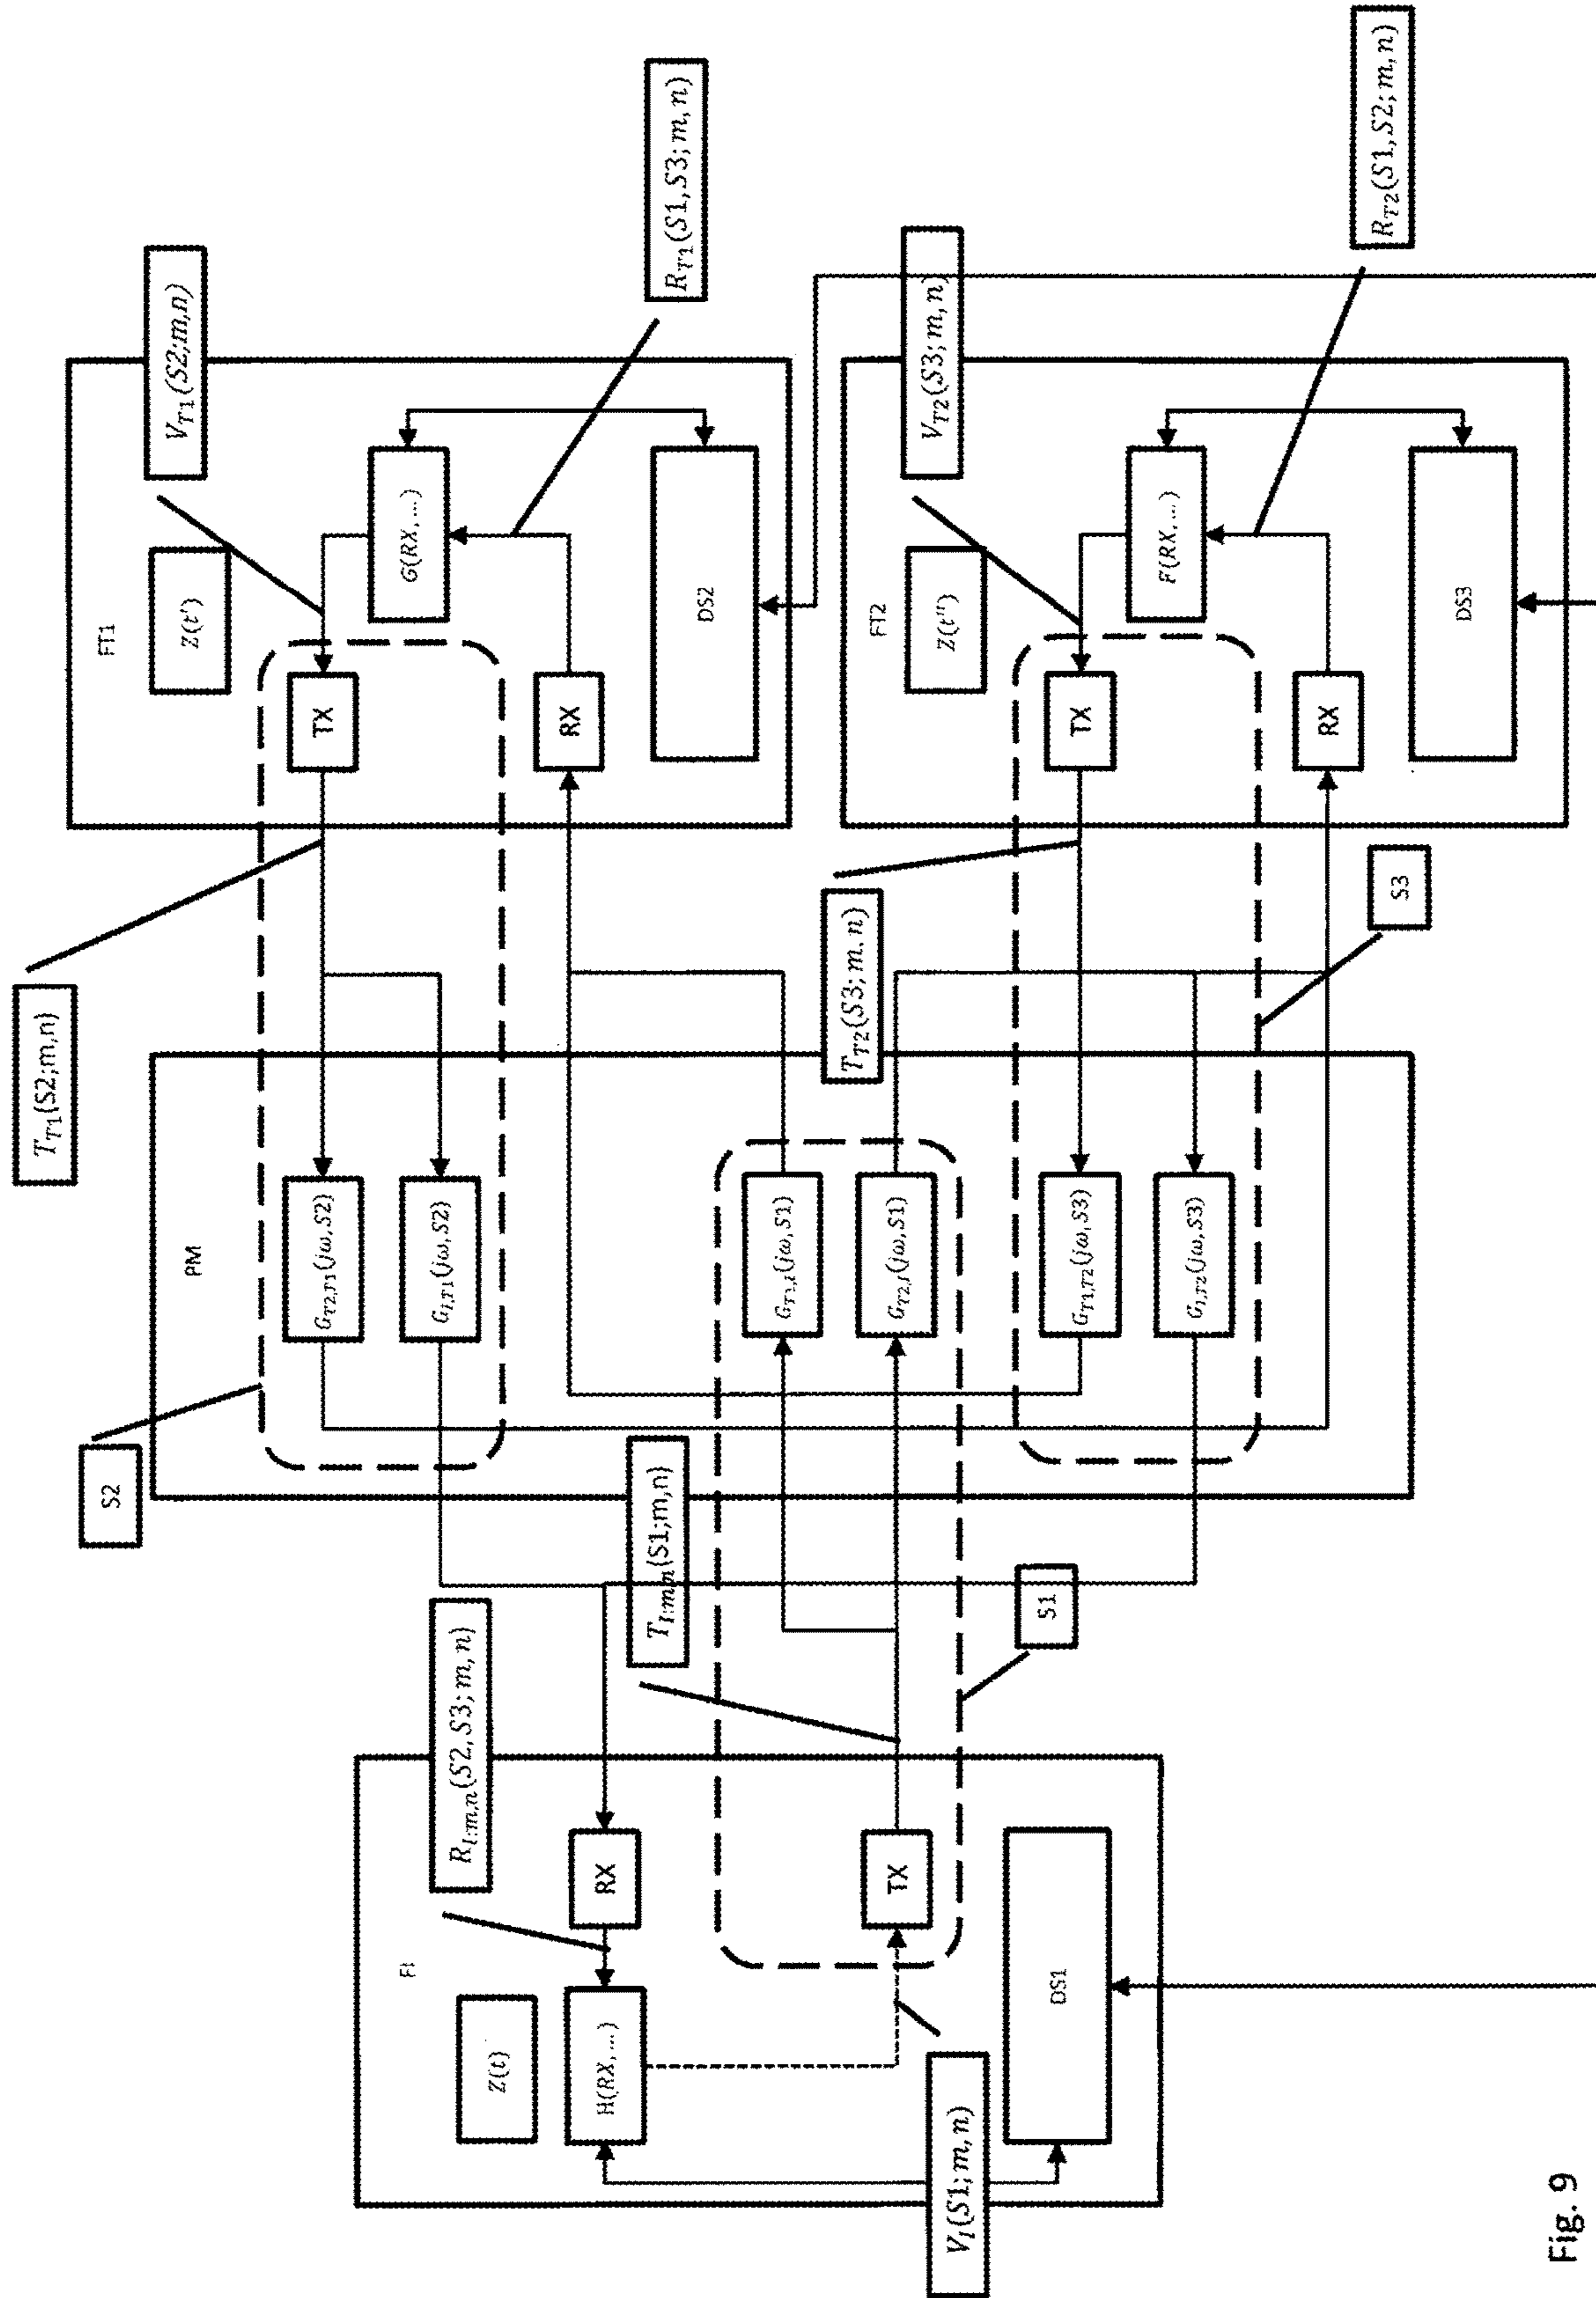 T_{T1}(S2;m,n)
V_{T1}(S2;m,n)
FT1
Z(t')
TX
G(RX,...)
RX
DS2
R_{T1}(S1,S3;m,n)
S2
PM
G_{T2,T1}(jω,S2)
G_{I,T1}(jω,S2)
G_{T1,I}(jω,S1)
G_{T2,I}(jω,S1)
G_{T1,T2}(jω,S3)
G_{I,T2}(jω,S3)
T_{T2}(S3;m.n)
V_{T2}(S3;m,n)
FT2
Z(t'')
TX
F(RX,...)
RX
DS3
R_{T2}(S1,S2;m,n)
S3
R_{I:m,n}(S2,S3;m,n)
T_{I:m,n}(S1;m,n)
S1
FI
Z(t)
RX
H(RX,...)
TX
DS1
V_I(S1;m,n)
Fig. 9